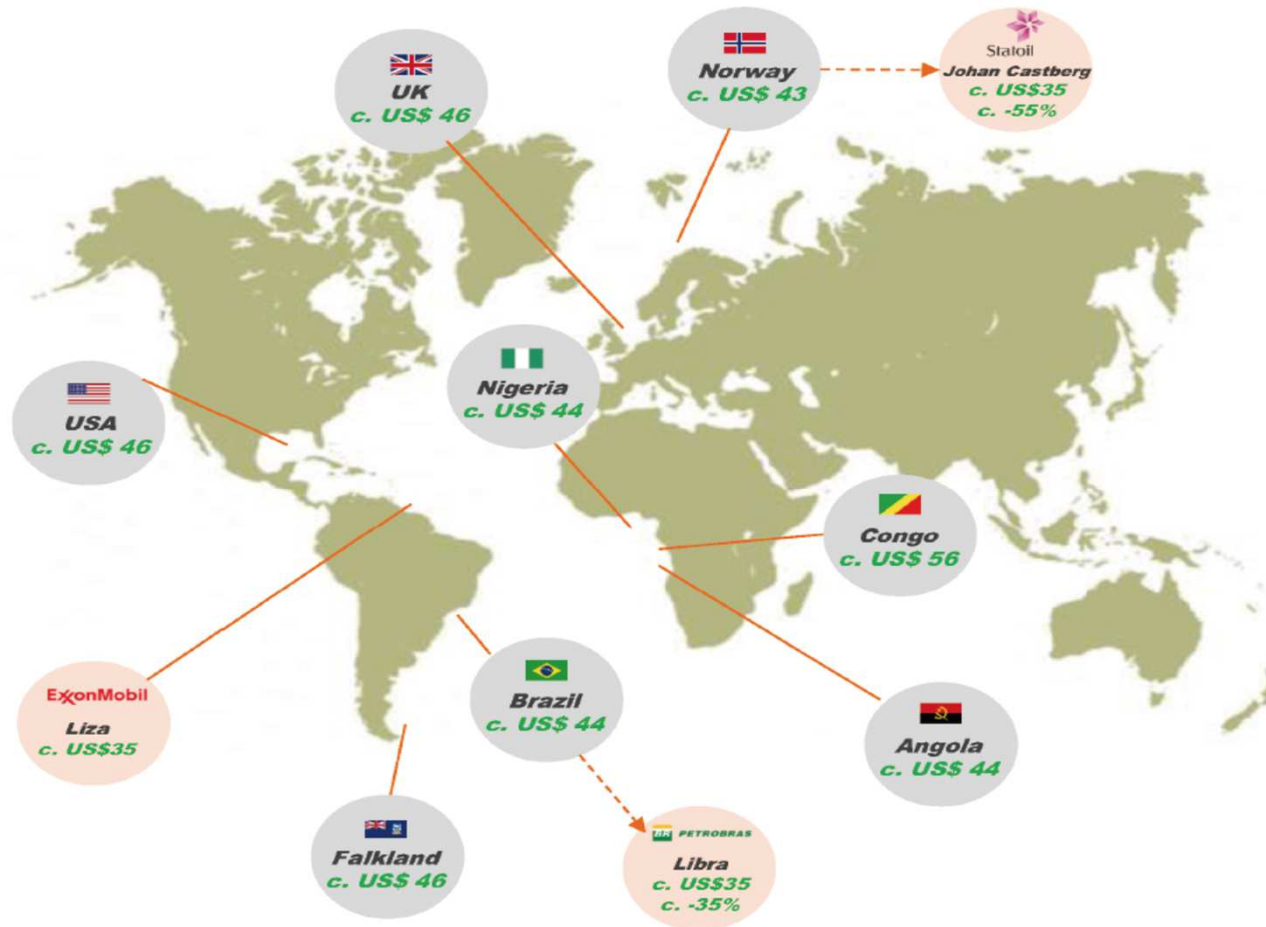 UK
c. US$ 46
Norway
c. US$ 43
Statoil
Johan Castberg
c. US$35
c. -55%
USA
c. US$ 46
Nigeria
c. US$ 44
Congo
c. US$ 56
ExxonMobil
Liza
c. US$35
Brazil
c. US$ 44
Angola
c. US$ 44
Falkland
c. US$ 46
BR PETROBRAS
Libra
c. US$35
c. -35%